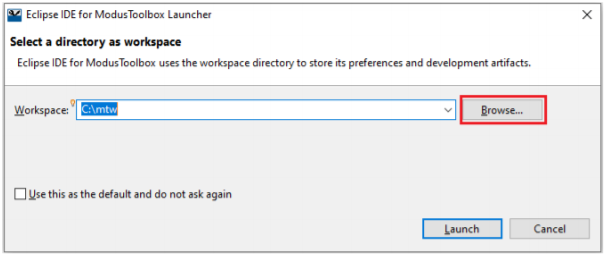 Eclipse IDE for ModusToolbox Launcher
Select a directory as workspace
Eclipse IDE for ModusToolbox uses the workspace directory to store its preferences and development artifacts.
Workspace: C:\mtw Browse...
Use this as the default and do not ask again
Launch Cancel